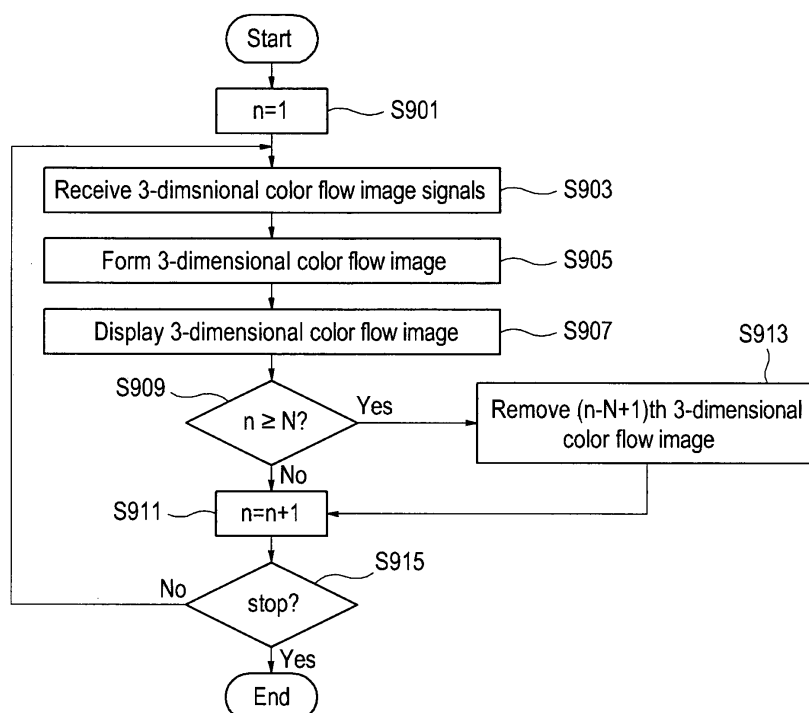 Start
n=1
S901
Receive 3-dimsnional color flow image signals
S903
Form 3-dimensional color flow image
S905
Display 3-dimensional color flow image
S907
S909
n ≥ N?
Yes
No
S913
Remove (n-N+1)th 3-dimensional
color flow image
S911
n=n+1
S915
stop?
No
Yes
End